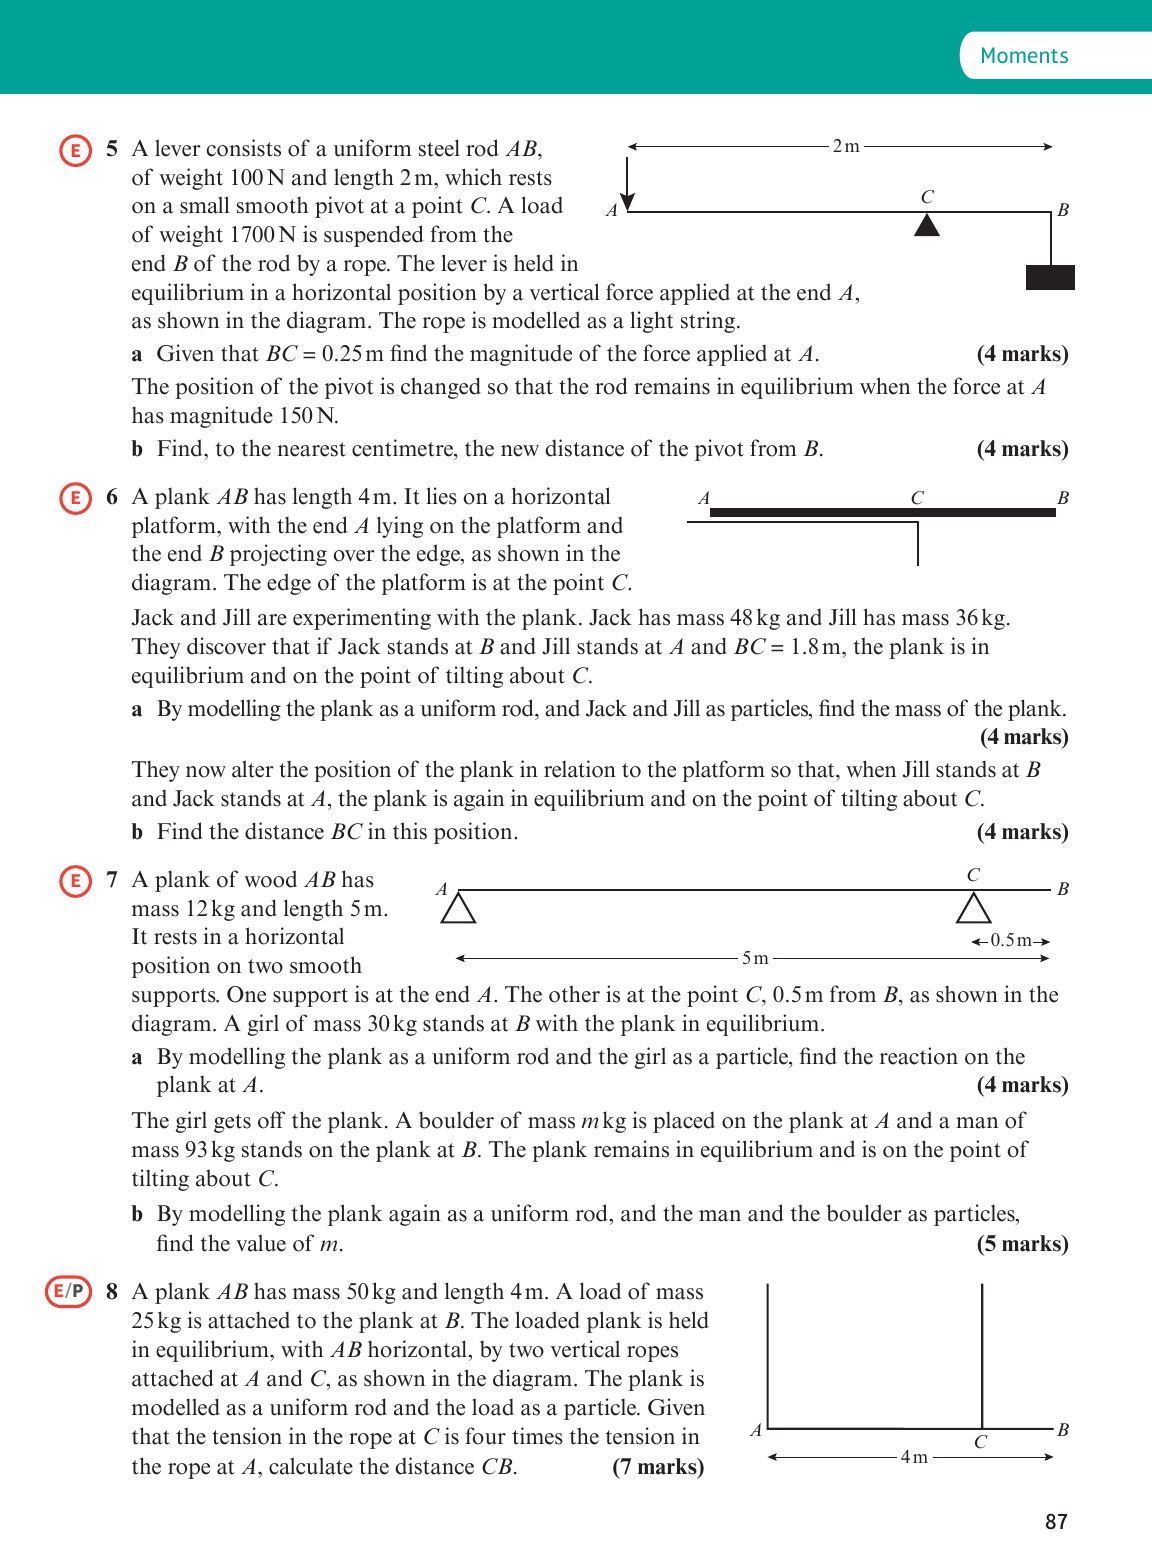 Moments
E 5 A lever consists of a uniform steel rod AB,
of weight 100 N and length 2 m, which rests
on a small smooth pivot at a point C. A load
of weight 1700 N is suspended from the
end B of the rod by a rope. The lever is held in
equilibrium in a horizontal position by a vertical force applied at the end A,
as shown in the diagram. The rope is modelled as a light string.
2 m
A
C
B
a Given that BC = 0.25 m find the magnitude of the force applied at A. (4 marks)
The position of the pivot is changed so that the rod remains in equilibrium when the force at A
has magnitude 150 N.
b Find, to the nearest centimetre, the new distance of the pivot from B. (4 marks)
E 6 A plank AB has length 4 m. It lies on a horizontal
platform, with the end A lying on the platform and
the end B projecting over the edge, as shown in the
diagram. The edge of the platform is at the point C.
A
C
B
Jack and Jill are experimenting with the plank. Jack has mass 48 kg and Jill has mass 36 kg.
They discover that if Jack stands at B and Jill stands at A and BC = 1.8 m, the plank is in
equilibrium and on the point of tilting about C.
a By modelling the plank as a uniform rod, and Jack and Jill as particles, find the mass of the plank.
(4 marks)
They now alter the position of the plank in relation to the platform so that, when Jill stands at B
and Jack stands at A, the plank is again in equilibrium and on the point of tilting about C.
b Find the distance BC in this position. (4 marks)
E 7 A plank of wood AB has
mass 12 kg and length 5 m.
It rests in a horizontal
position on two smooth
A
C
B
0.5 m
5 m
supports. One support is at the end A. The other is at the point C, 0.5 m from B, as shown in the
diagram. A girl of mass 30 kg stands at B with the plank in equilibrium.
a By modelling the plank as a uniform rod and the girl as a particle, find the reaction on the
plank at A. (4 marks)
The girl gets off the plank. A boulder of mass m kg is placed on the plank at A and a man of
mass 93 kg stands on the plank at B. The plank remains in equilibrium and is on the point of
tilting about C.
b By modelling the plank again as a uniform rod, and the man and the boulder as particles,
find the value of m. (5 marks)
E/P 8 A plank AB has mass 50 kg and length 4 m. A load of mass
25 kg is attached to the plank at B. The loaded plank is held
in equilibrium, with AB horizontal, by two vertical ropes
attached at A and C, as shown in the diagram. The plank is
modelled as a uniform rod and the load as a particle. Given
that the tension in the rope at C is four times the tension in
the rope at A, calculate the distance CB. (7 marks)
A
C
B
4 m
87